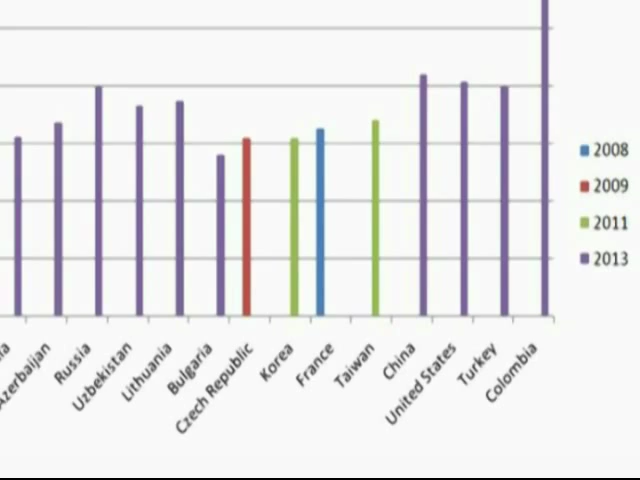 Azerbaijan
Russia
Uzbekistan
Lithuania
Bulgaria
Czech Republic
Korea
France
Taiwan
China
United States
Turkey
Colombia
2008
2009
2011
2013